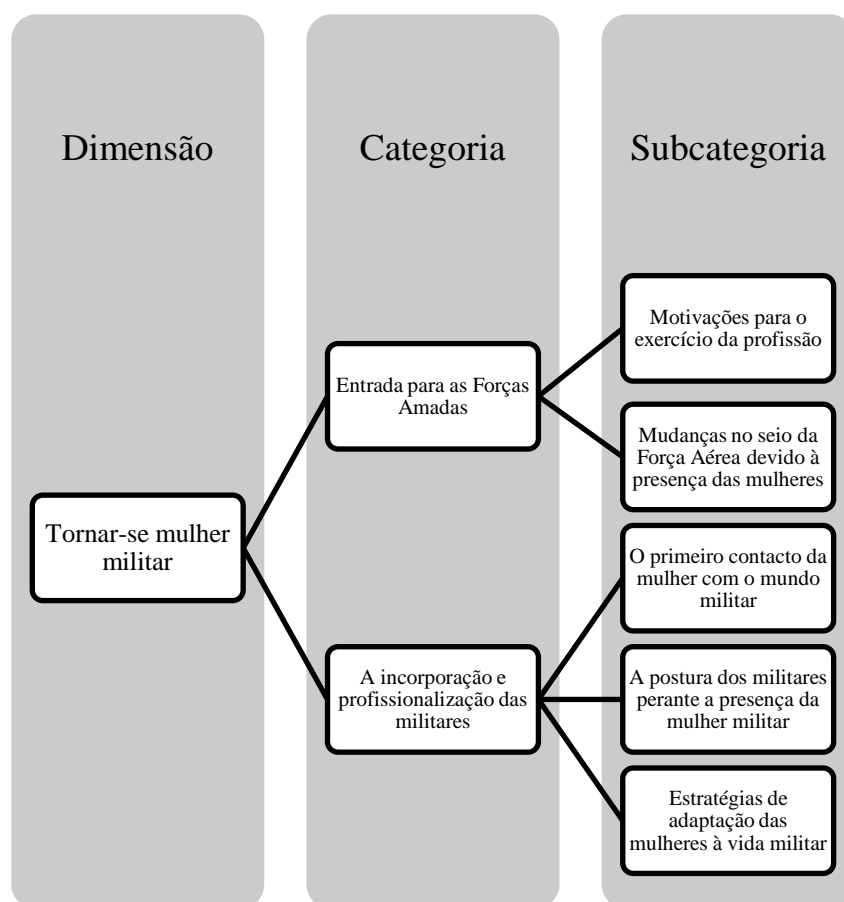 Dimensão
Categoria
Subcategoria
Motivações para o
exercício da profissão
Entrada para as Forças
Amadas
Mudanças no seio da
Força Aérea devido à
presença das mulheres
Tornar-se mulher
militar
O primeiro contacto da
mulher com o mundo
militar
A incorporação e
profissionalização das
militares
A postura dos militares
perante a presença da
mulher militar
Estratégias de
adaptação das
mulheres à vida militar